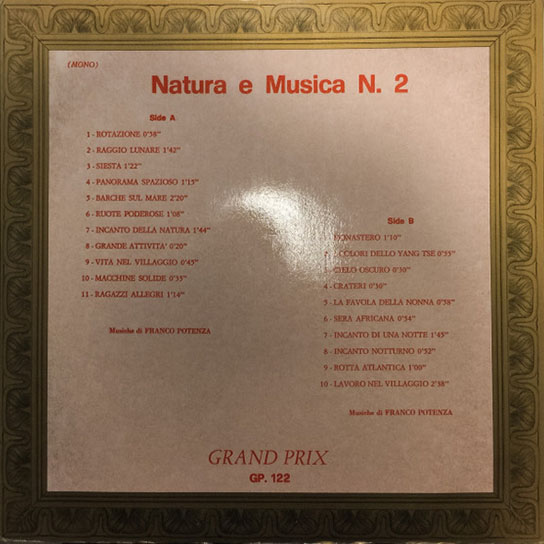 (MONO)
Natura e Musica N. 2
Side A
1 - ROTAZIONE 0'38"
2 - RAGGIO LUNARE 1'42"
3 - SIESTA 1'22"
4 - PANORAMA SPAZIOSO 1'15"
5 - BARCHE SUL MARE 2'20"
6 - RUOTE PODEROSE 1'08"
7 - INCANTO DELLA NATURA 1'44"
8 - GRANDE ATTIVITA' 0'20"
9 - VITA NEL VILLAGGIO 0'45"
10 - MACCHINE SOLIDE 0'35"
11 - RAGAZZI ALLEGRI 1'14"
Musiche di FRANCO POTENZA
Side B
MONASTERO 1'10"
COLORI DELLO YANG TSE 0'35"
CIELO OSCURO 0'30"
4 - CRATERI 0'50"
5 - LA FAVOLA DELLA NONNA 0'58"
6 - SERA AFRICANA 0'54"
7 - INCANTO DI UNA NOTTE 1'45"
8 - INCANTO NOTTURNO 0'52"
9 - ROTTA ATLANTICA 1'00"
10 - LAVORO NEL VILLAGGIO 2'38"
Musiche di FRANCO POTENZA
GRAND PRIX
GP. 122